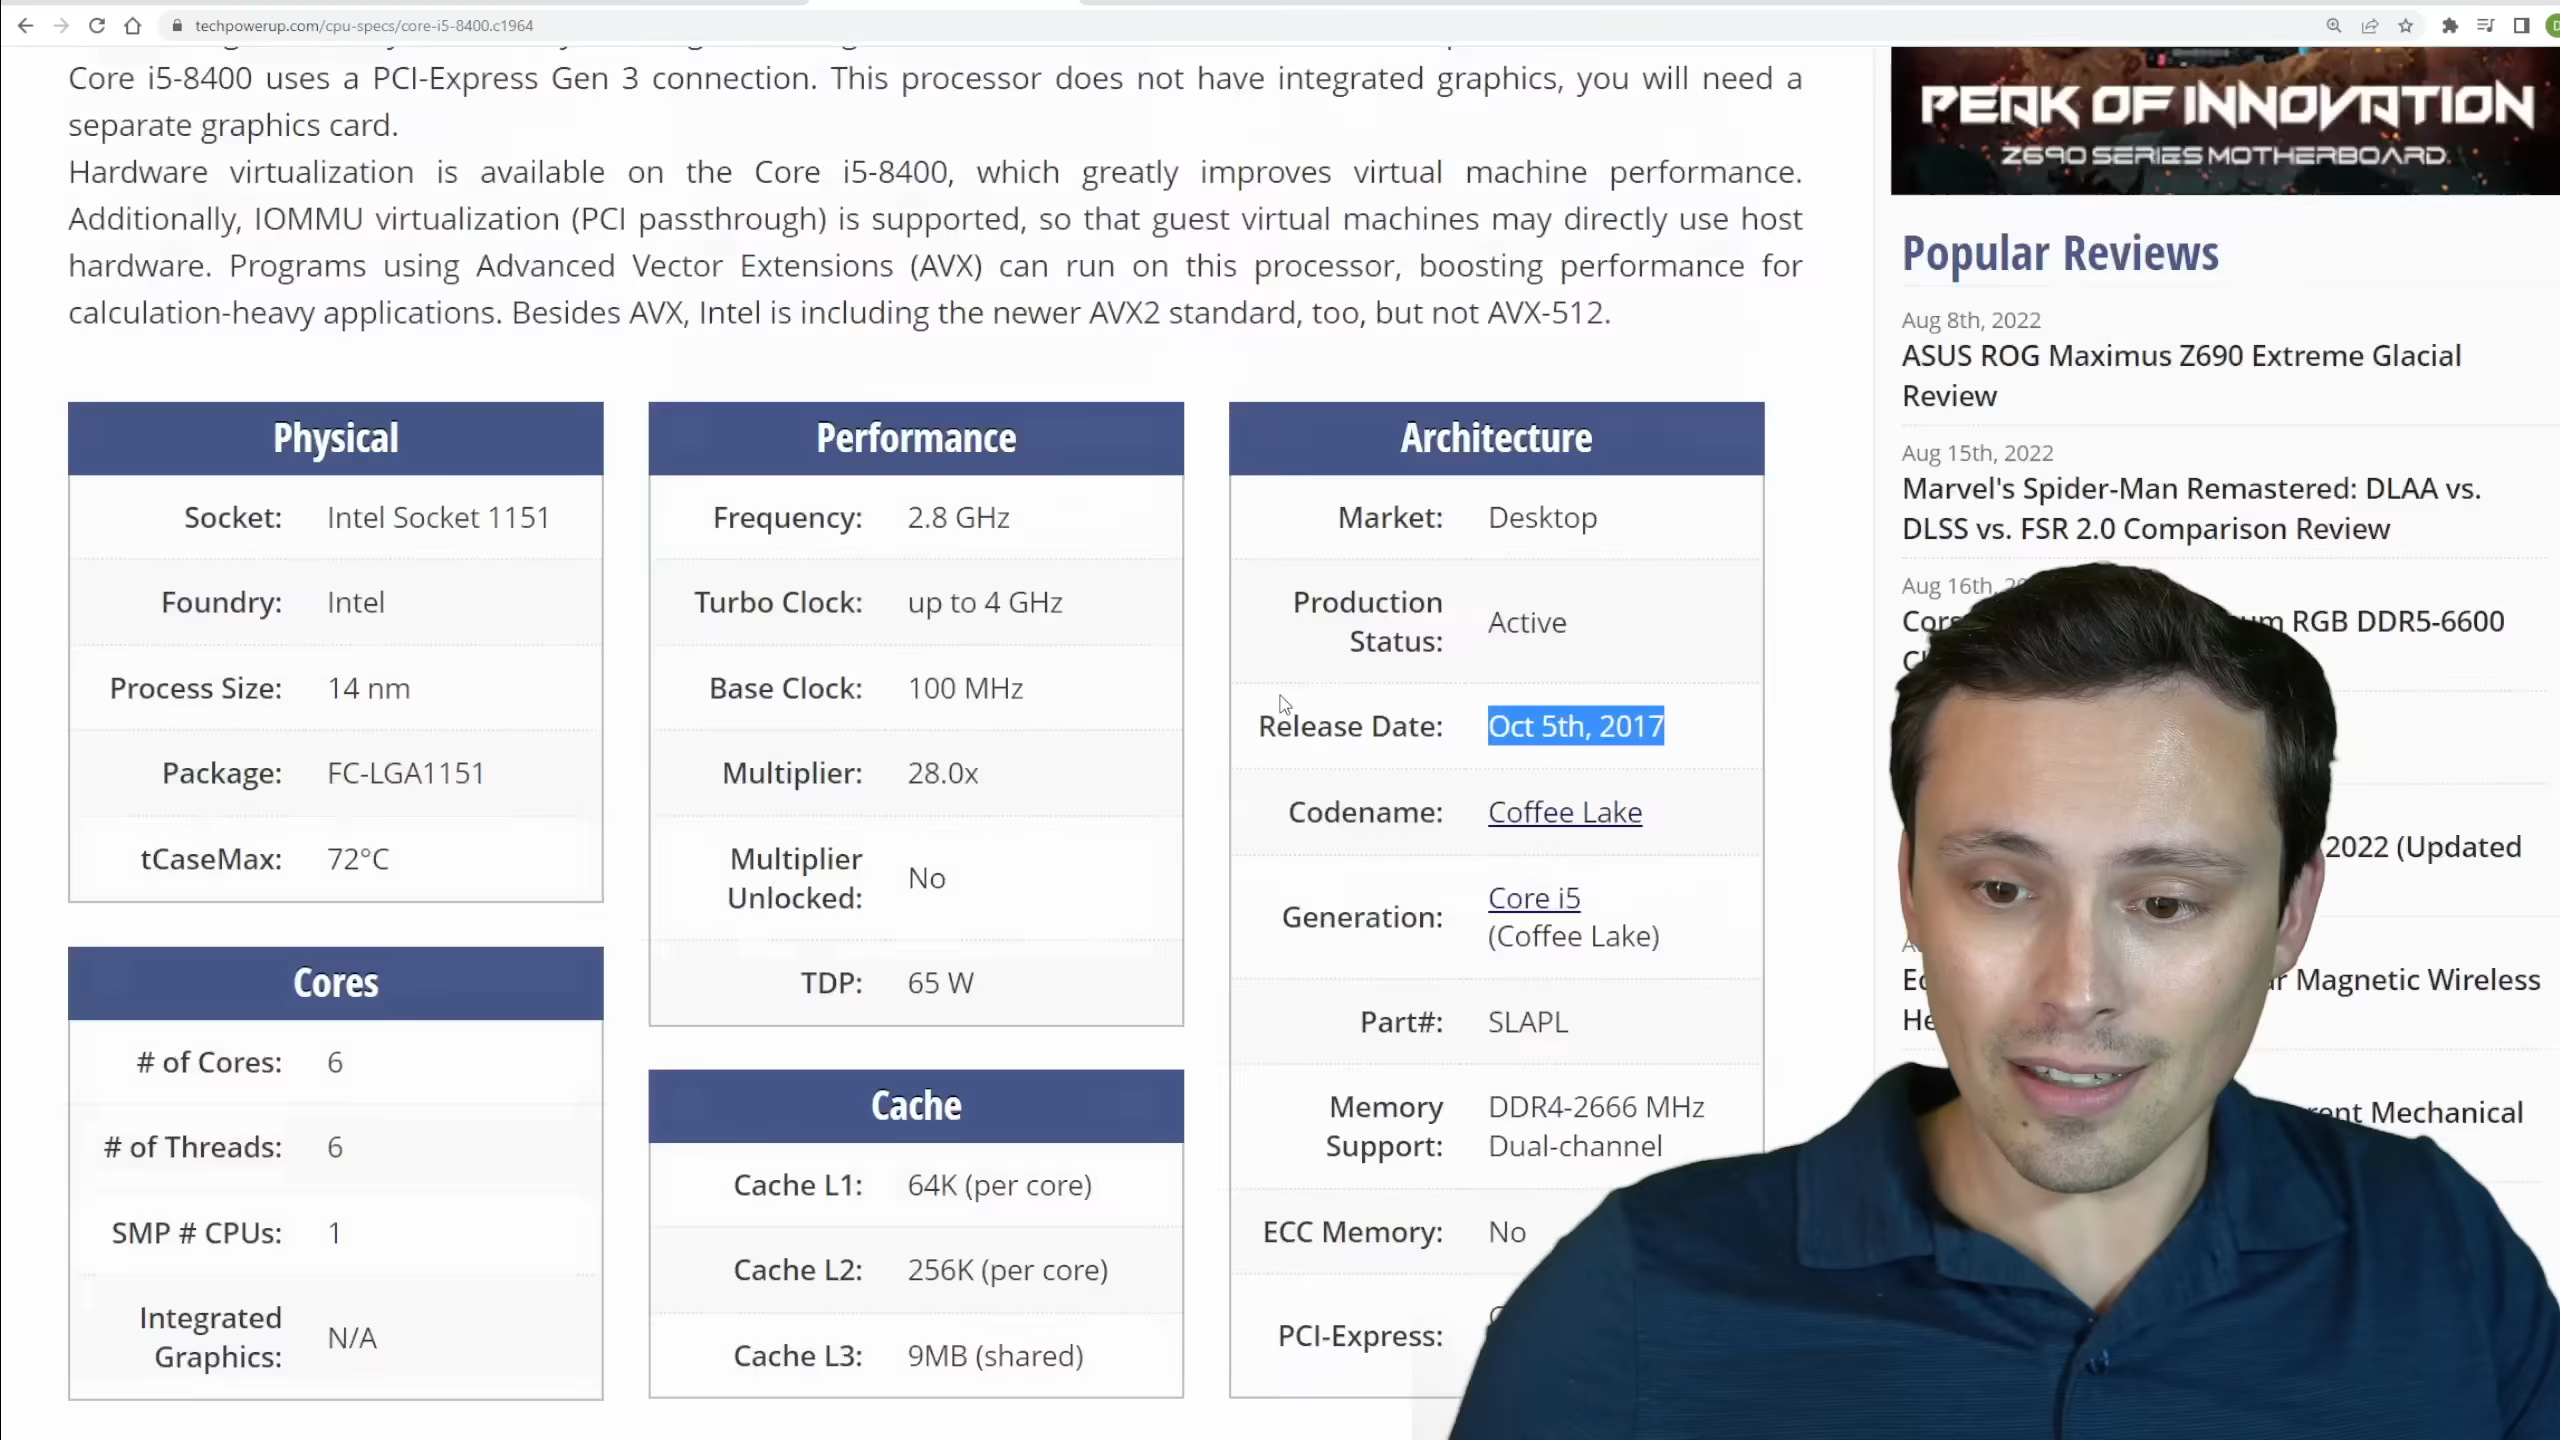 techpowerup.com/cpu-specs/core-i5-8400.c1964
Core i5-8400 uses a PCI-Express Gen 3 connection. This processor does not have integrated graphics, you will need a
separate graphics card.
Hardware virtualization is available on the Core i5-8400, which greatly improves virtual machine performance.
Additionally, IOMMU virtualization (PCI passthrough) is supported, so that guest virtual machines may directly use host
hardware. Programs using Advanced Vector Extensions (AVX) can run on this processor, boosting performance for
calculation-heavy applications. Besides AVX, Intel is including the newer AVX2 standard, too, but not AVX-512.
Physical
Socket: Intel Socket 1151
Foundry: Intel
Process Size: 14 nm
Package: FC-LGA1151
tCaseMax: 72°C
Cores
# of Cores: 6
# of Threads: 6
SMP # CPUs: 1
Integrated
Graphics: N/A
Performance
Frequency: 2.8 GHz
Turbo Clock: up to 4 GHz
Base Clock: 100 MHz
Multiplier: 28.0x
Multiplier
Unlocked: No
TDP: 65 W
Cache
Cache L1: 64K (per core)
Cache L2: 256K (per core)
Cache L3: 9MB (shared)
Architecture
Market: Desktop
Production
Status: Active
Release Date: Oct 5th, 2017
Codename: Coffee Lake
Generation: Core i5
(Coffee Lake)
Part#: SLAPL
Memory DDR4-2666 MHz
Support: Dual-channel
ECC Memory: No
PCI-Express:
PEAK OF INNOVATION
Z690 SERIES MOTHERBOARD
Popular Reviews
Aug 8th, 2022
ASUS ROG Maximus Z690 Extreme Glacial
Review
Aug 15th, 2022
Marvel's Spider-Man Remastered: DLAA vs.
DLSS vs. FSR 2.0 Comparison Review
Aug 16th,
RGB DDR5-6600
2022 (Updated
Magnetic Wireless
Mechanical